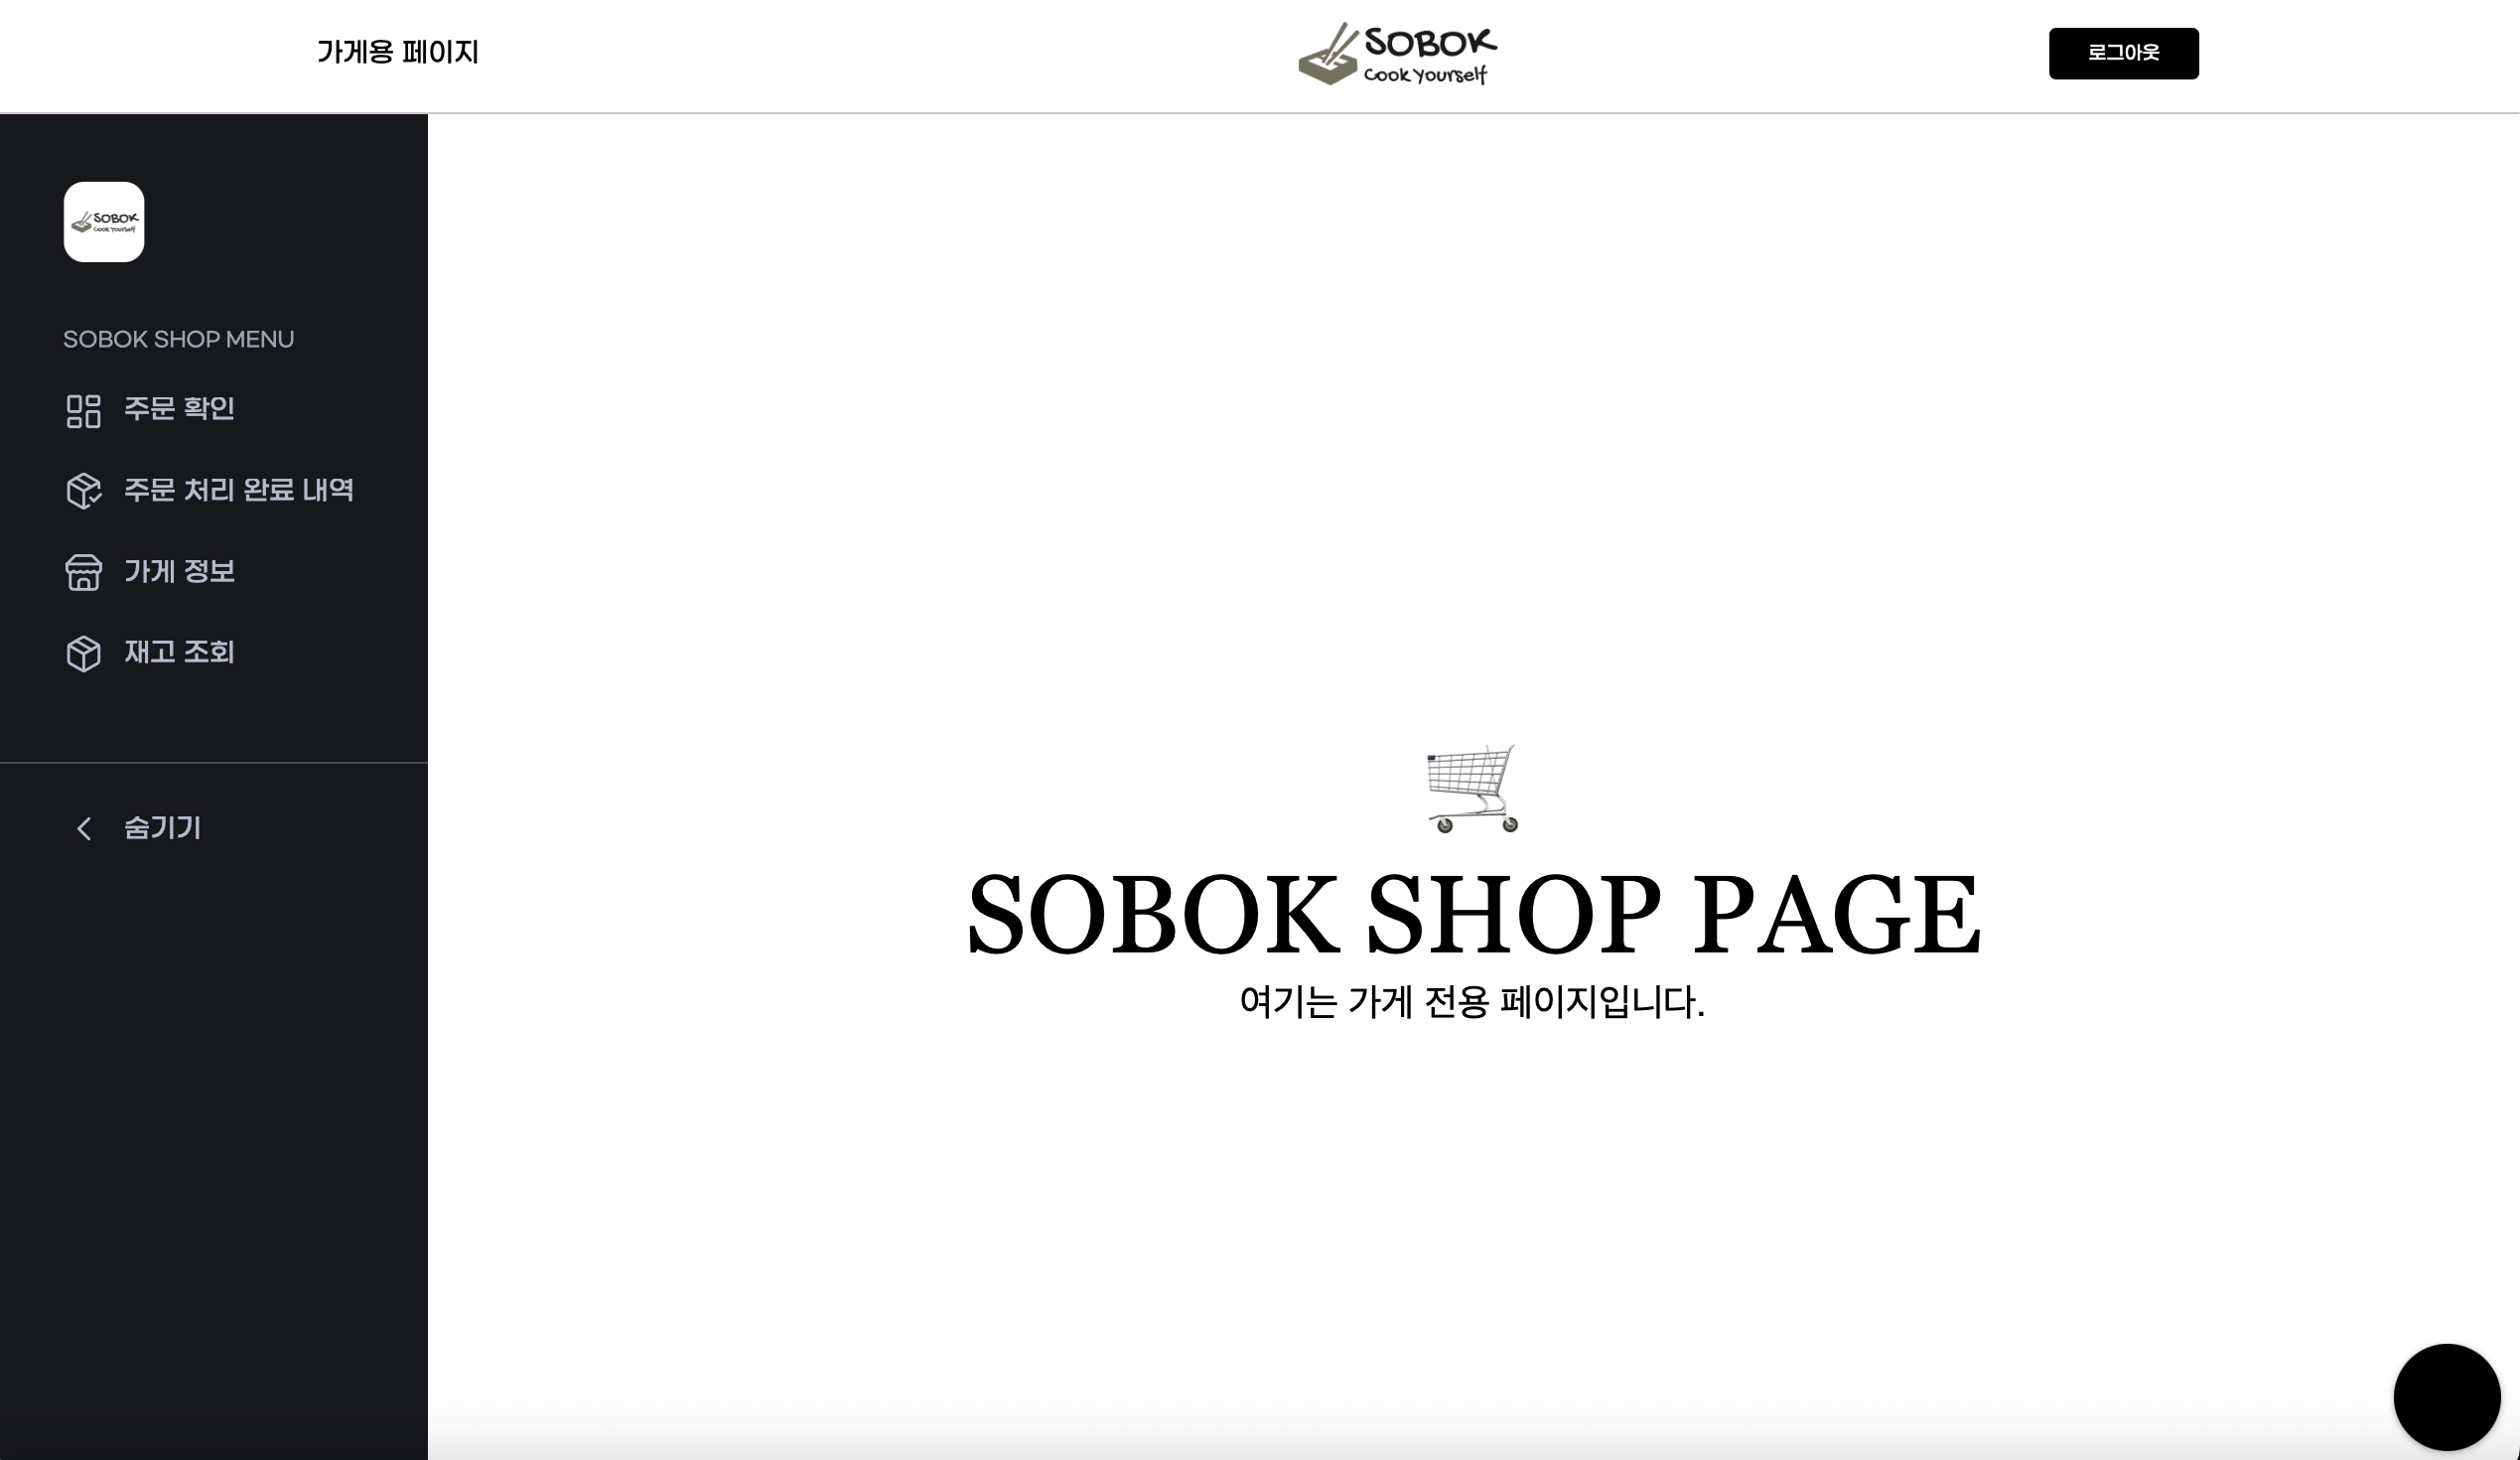 가게용 페이지
SOBOK
Cook Yourself
로그아웃
SOBOK
Cook Yourself
SOBOK SHOP MENU
주문 확인
주문 처리 완료 내역
가게 정보
재고 조회
숨기기
SOBOK SHOP PAGE
여기는 가게 전용 페이지입니다.